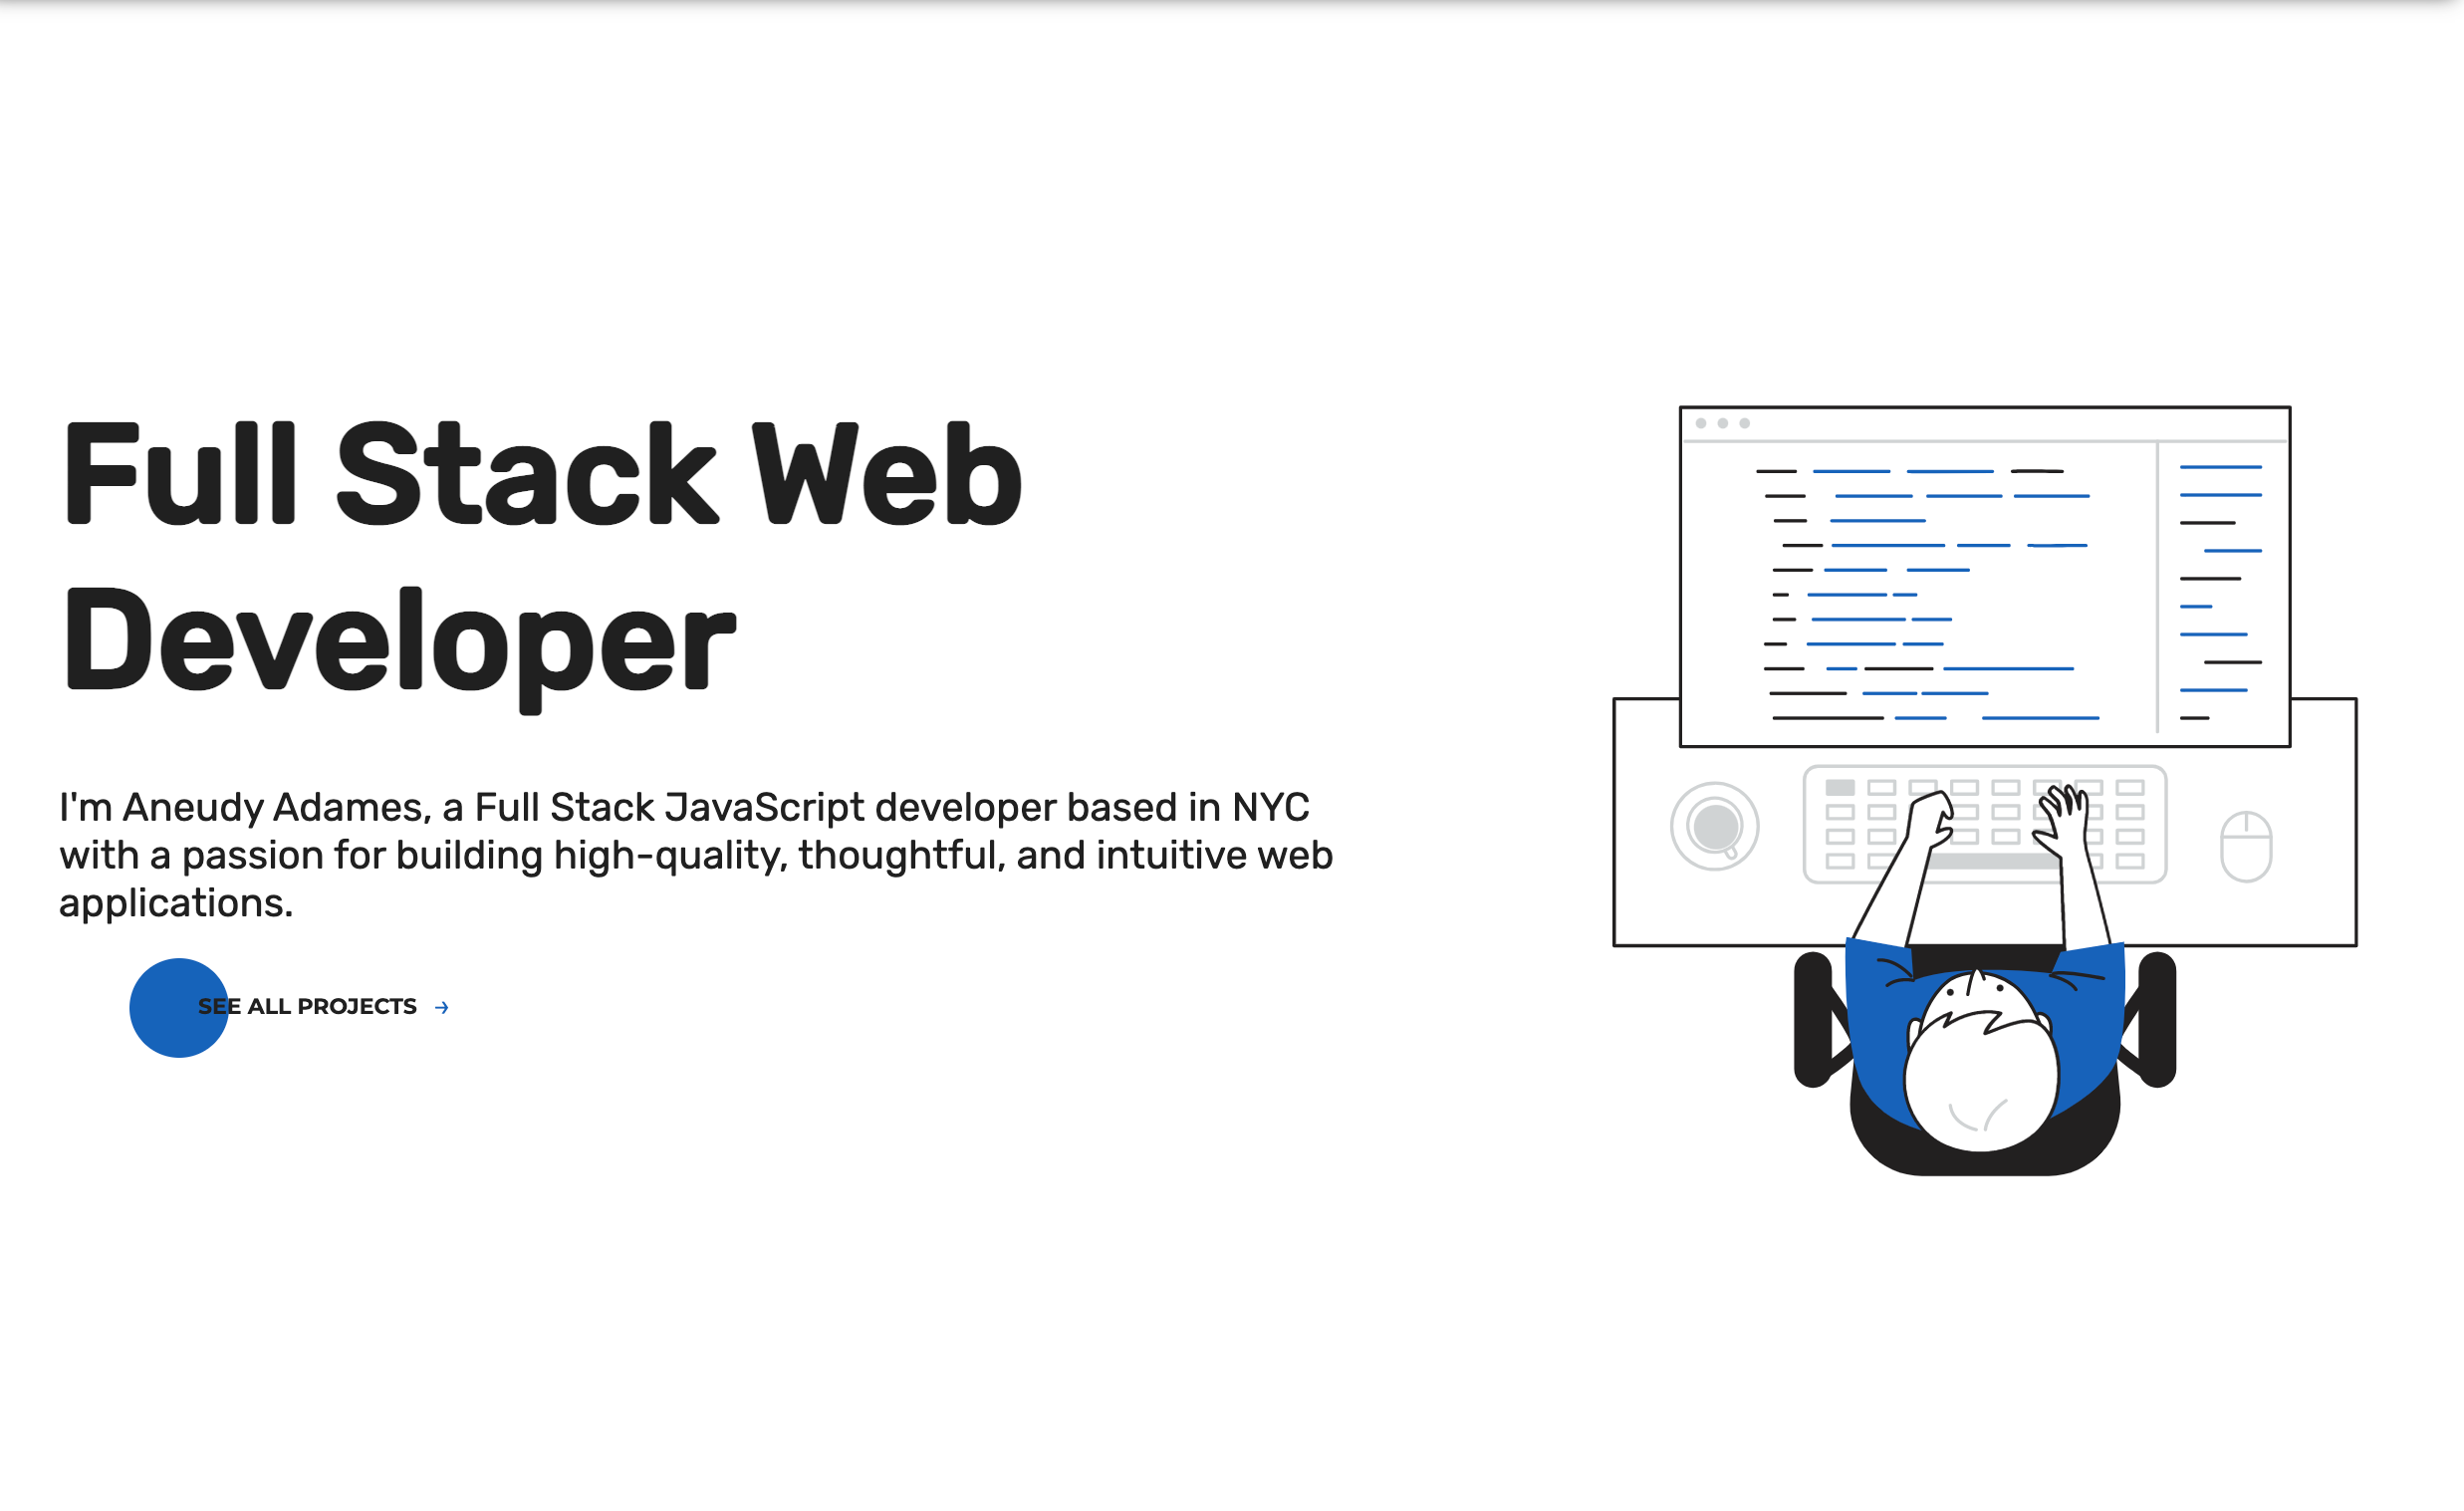 Full Stack Web
Developer
I'm Aneudy Adames, a Full Stack JavaScript developer based in NYC
with a passion for building high-quality, thoughtful, and intuitive web
applications.
SEE ALL PROJECTS →